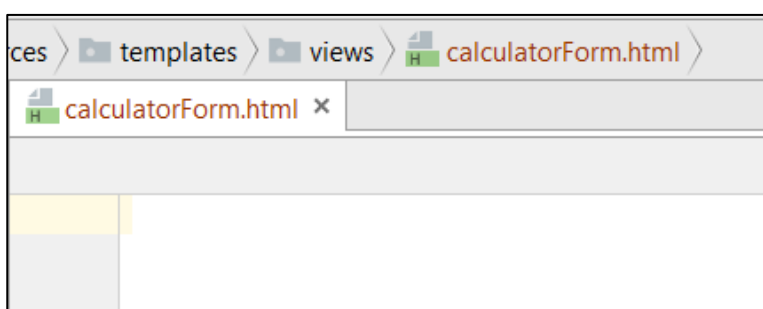 ces templates views H calculatorForm.html
H calculatorForm.html ×